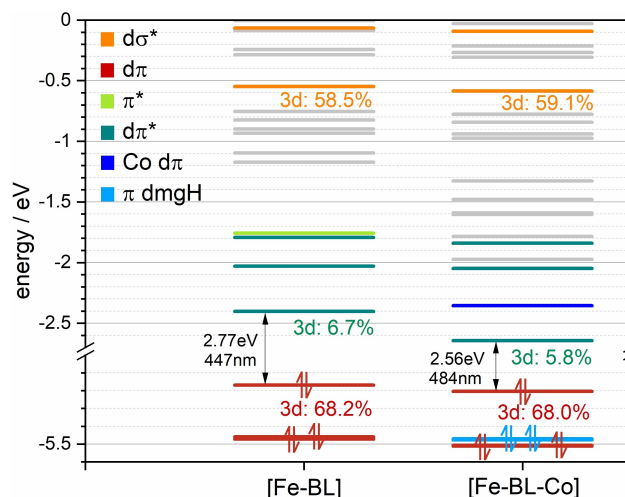 0
-0.5
-1
-1.5
-2
-2.5
-5.5
energy / eV
dσ*
dπ
π*
dπ*
Co dπ
π dmgH
3d: 58.5%
3d: 59.1%
2.77eV
447nm
3d: 6.7%
2.56eV
484nm
3d: 5.8%
3d: 68.2%
3d: 68.0%
[Fe-BL]
[Fe-BL-Co]